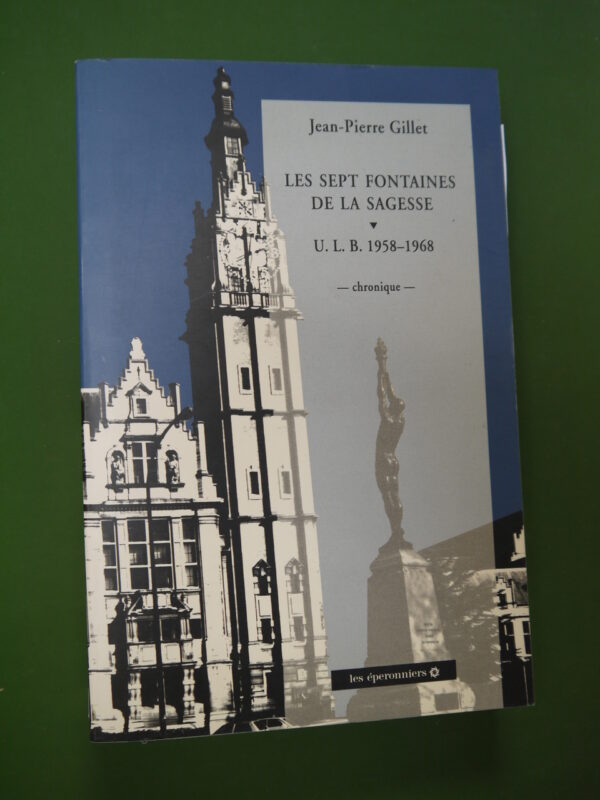 Jean-Pierre Gillet
LES SEPT FONTAINES
DE LA SAGESSE
U. L. B. 1958–1968
— chronique —
les éperonniers